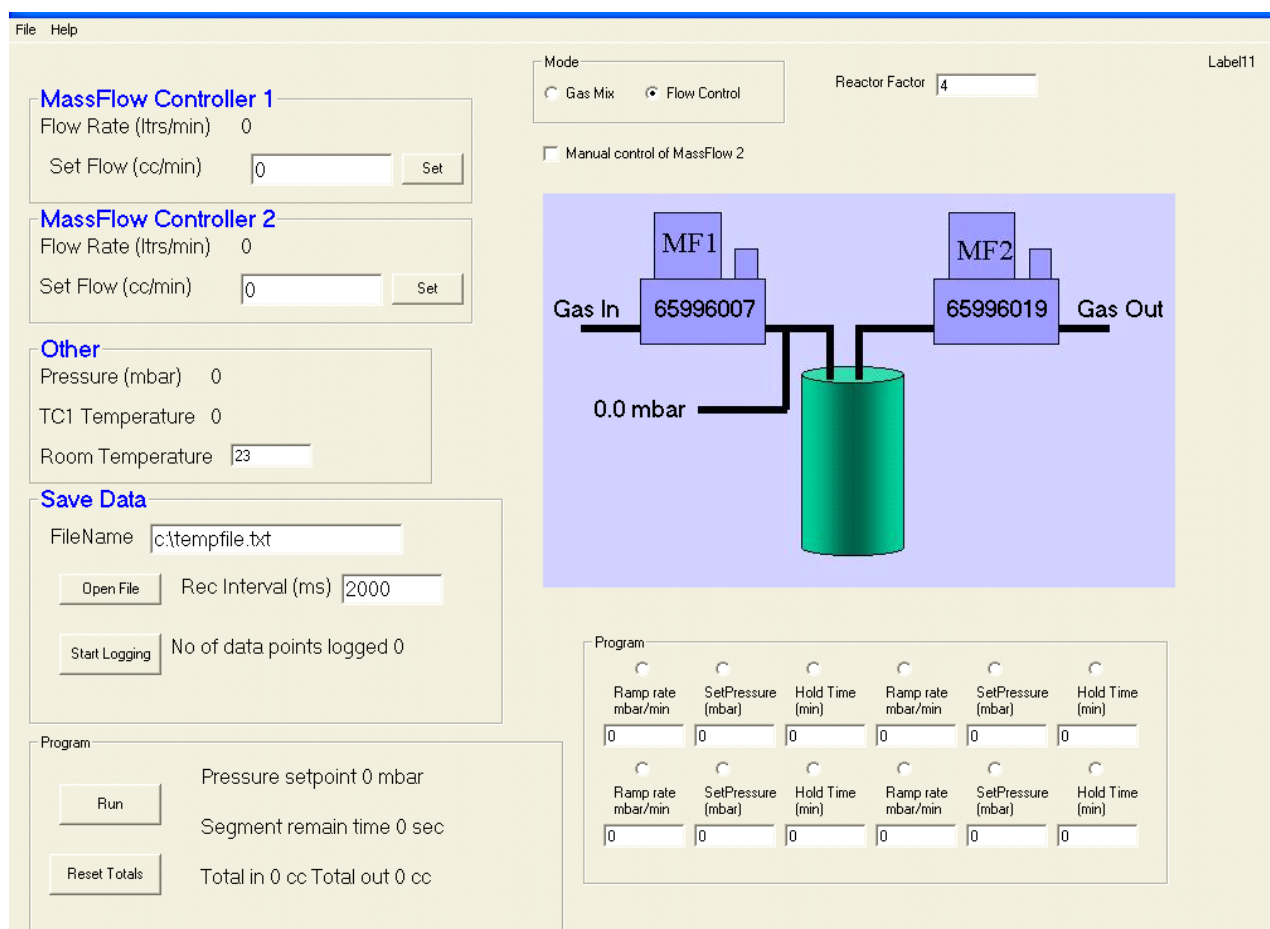 File Help
Label11
Mode
Gas Mix Flow Control
Reactor Factor 4
Manual control of MassFlow 2
MassFlow Controller 1
Flow Rate (ltrs/min) 0
Set Flow (cc/min) 0 Set
MassFlow Controller 2
Flow Rate (ltrs/min) 0
Set Flow (cc/min) 0 Set
Other
Pressure (mbar) 0
TC1 Temperature 0
Room Temperature 23
Save Data
FileName c:\tempfile.txt
Open File Rec Interval (ms) 2000
Start Logging No of data points logged 0
Program
Run
Pressure setpoint 0 mbar
Segment remain time 0 sec
Reset Totals Total in 0 cc Total out 0 cc
MF1 MF2
Gas In 65996007 65996019 Gas Out
0.0 mbar
Program
Ramp rate SetPressure Hold Time Ramp rate SetPressure Hold Time
mbar/min (mbar) (min) mbar/min (mbar) (min)
0 0 0 0 0 0
Ramp rate SetPressure Hold Time Ramp rate SetPressure Hold Time
mbar/min (mbar) (min) mbar/min (mbar) (min)
0 0 0 0 0 0